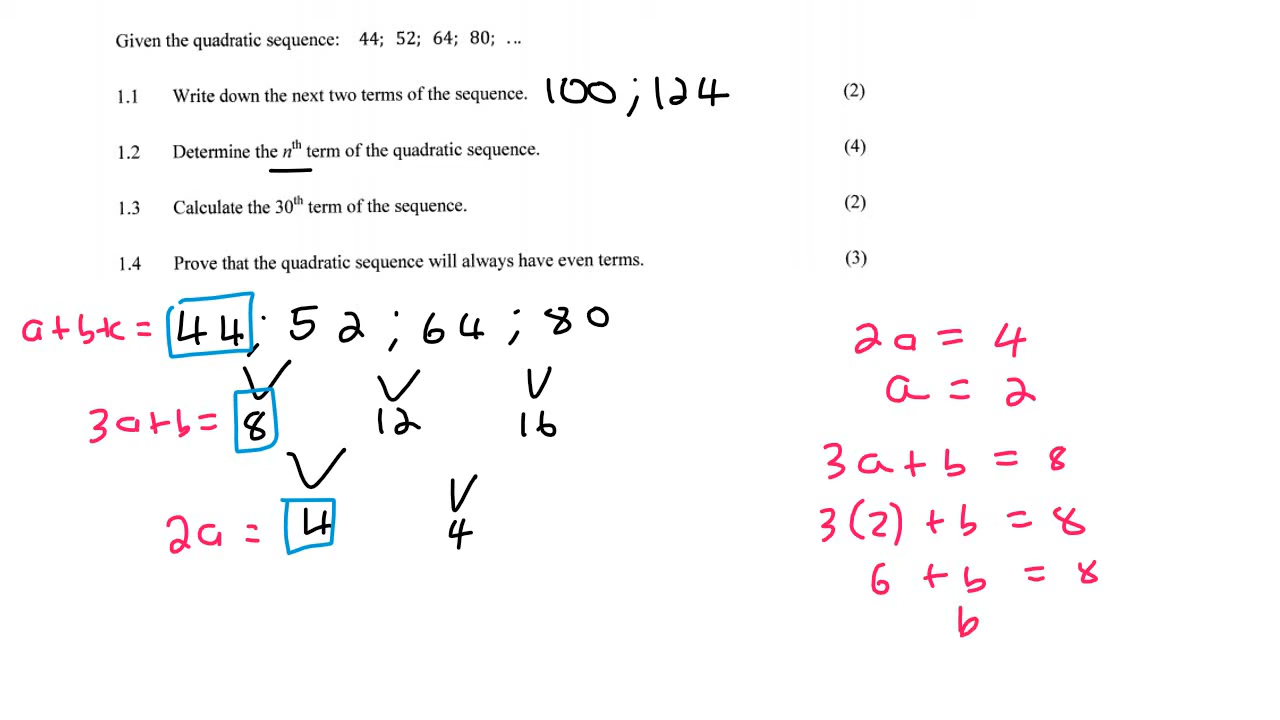 Given the quadratic sequence: 44; 52; 64; 80; ...
1.1 Write down the next two terms of the sequence. 100 ; 124 (2)
1.2 Determine the nth term of the quadratic sequence. (4)
1.3 Calculate the 30th term of the sequence. (2)
1.4 Prove that the quadratic sequence will always have even terms. (3)
a+b+c = 44 ; 52 ; 64 ; 80
3a+b = 8 12 16
2a = 4 4
2a = 4
a = 2
3a + b = 8
3(2) + b = 8
6 + b = 8
b